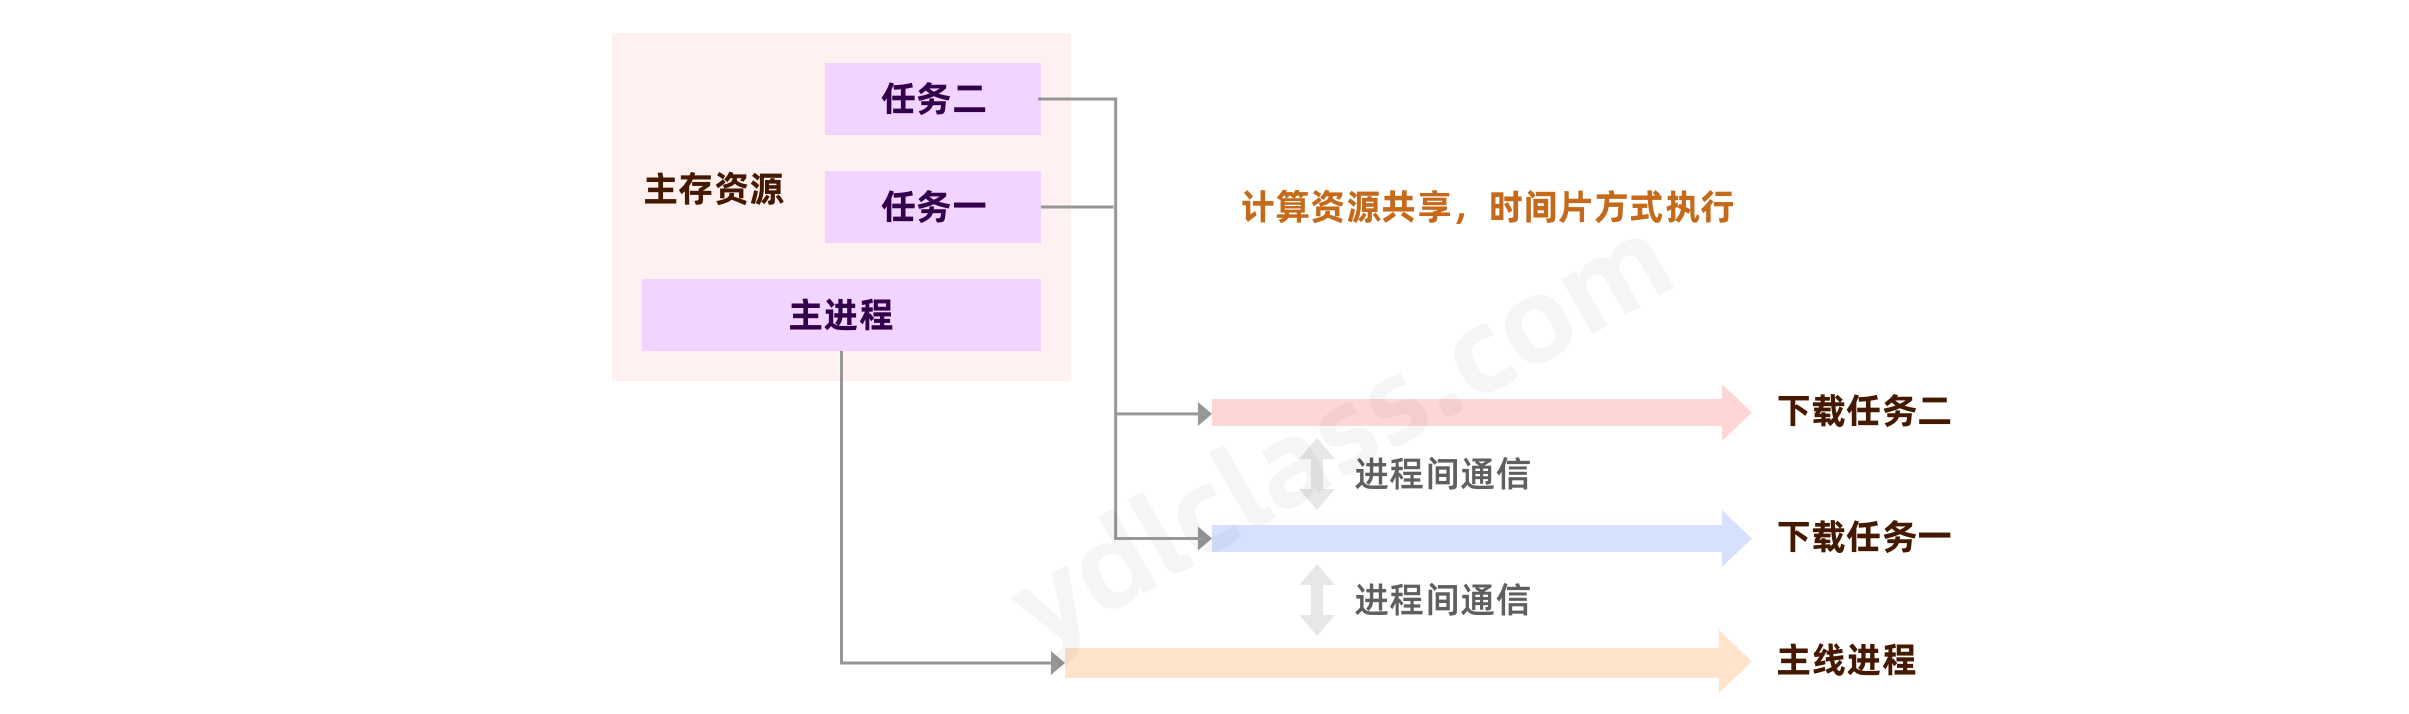 任务二
主存资源
任务一
计算资源共享，时间片方式执行
主进程
下载任务二
进程间通信
下载任务一
进程间通信
主线进程
ydlclass.com